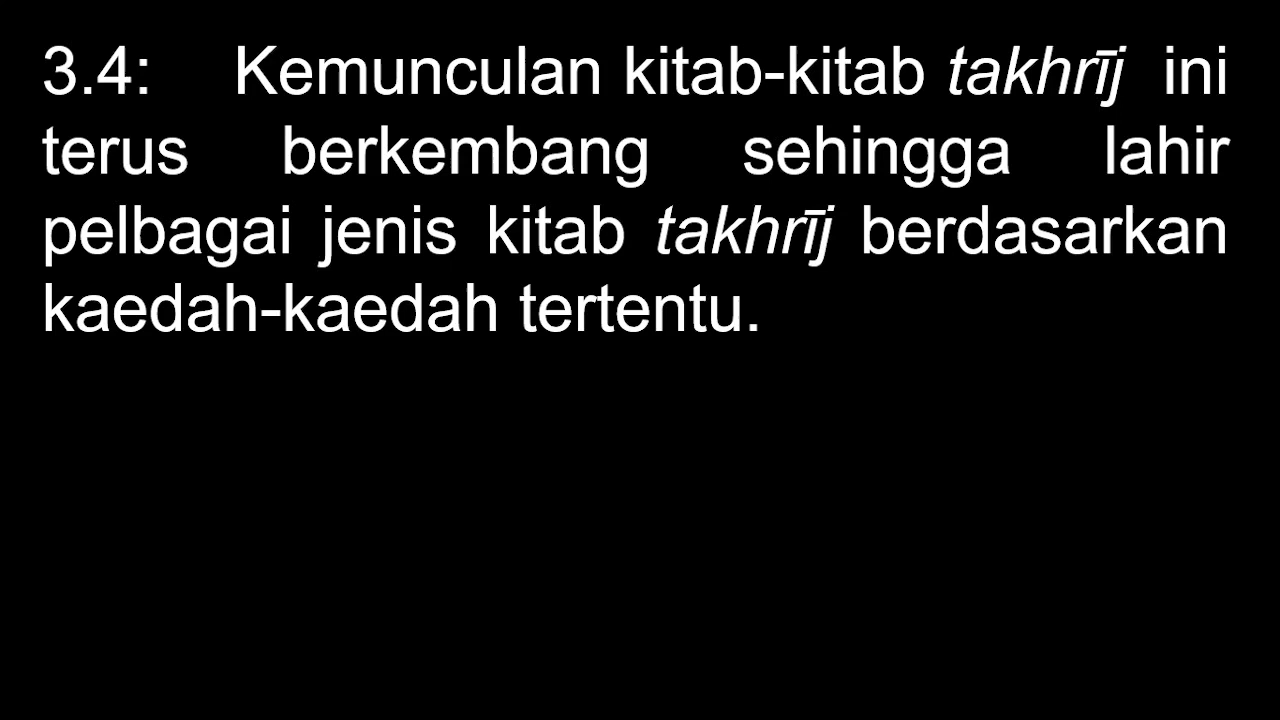 3.4: Kemunculan kitab-kitab takhrīj ini
terus berkembang sehingga lahir
pelbagai jenis kitab takhrīj berdasarkan
kaedah-kaedah tertentu.